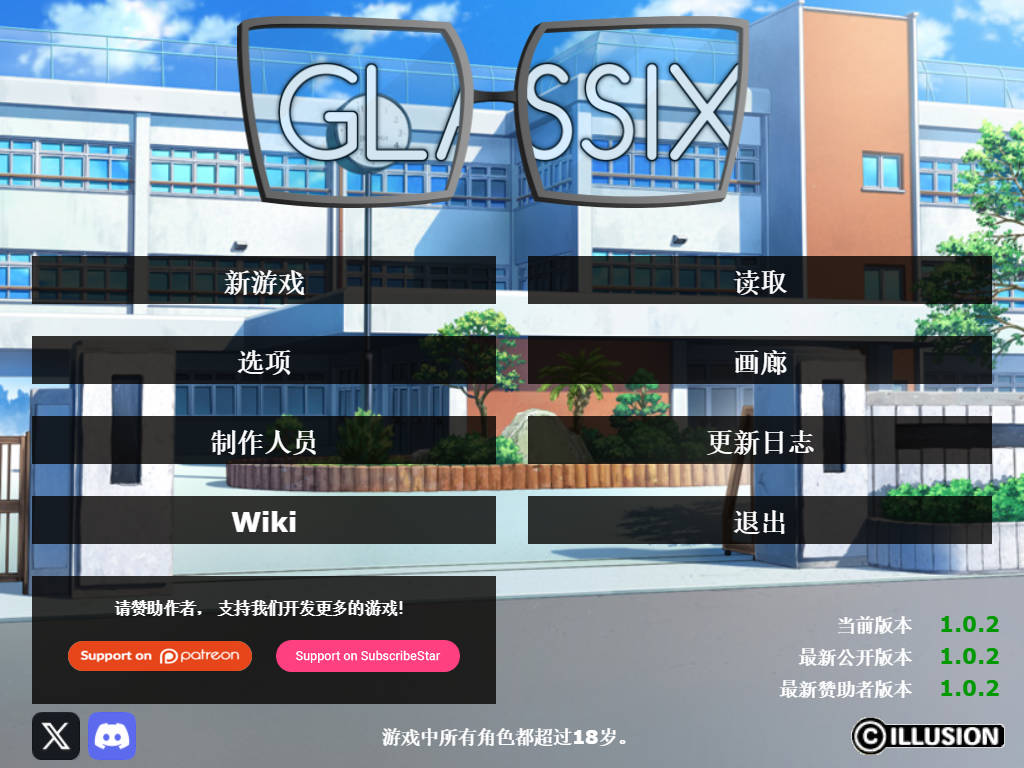 GLASSIX
新游戏
读取
选项
画廊
制作人员
更新日志
Wiki
退出
请赞助作者， 支持我们开发更多的游戏!
Support on patreon
Support on SubscribeStar
当前版本 1.0.2
最新公开版本 1.0.2
最新赞助者版本 1.0.2
游戏中所有角色都超过18岁。
©ILLUSION